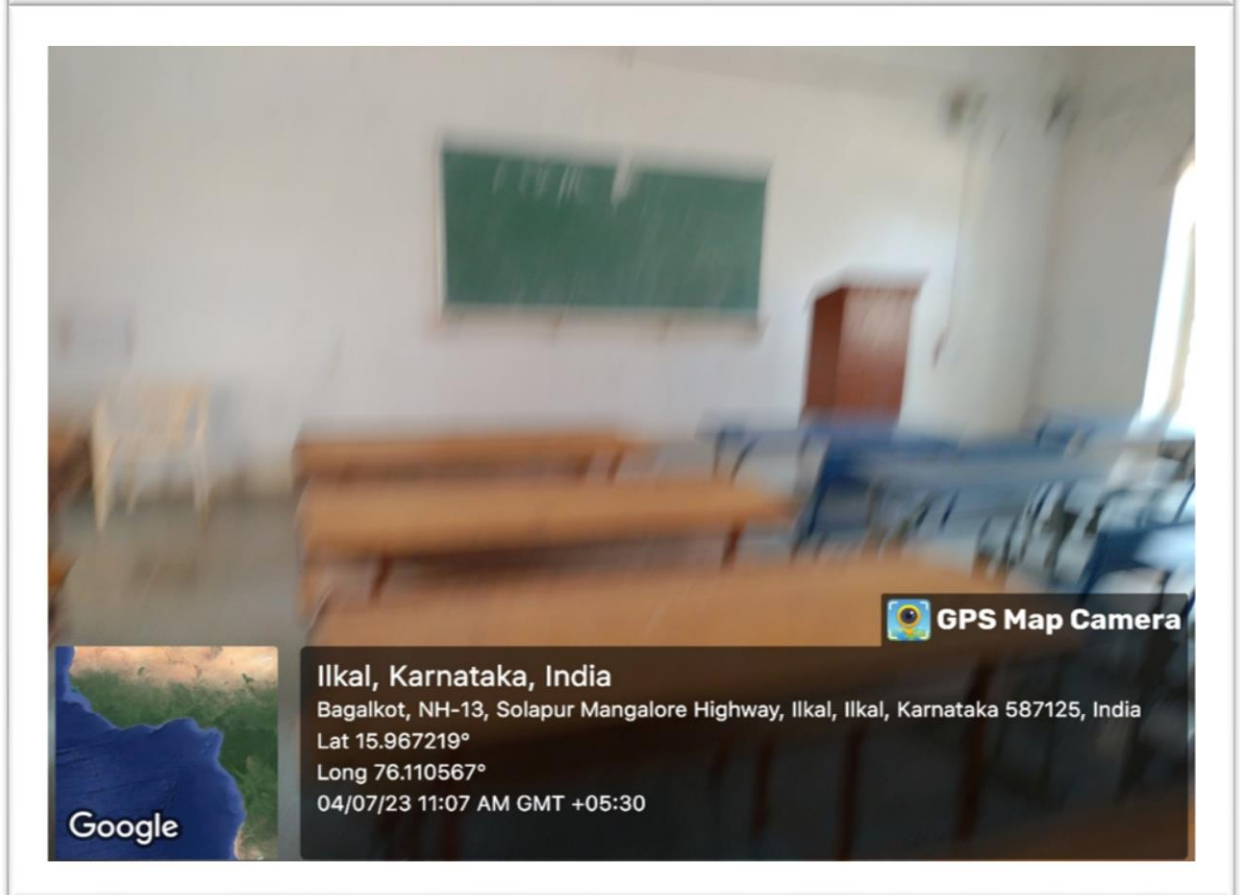 GPS Map Camera
Ilkal, Karnataka, India
Bagalkot, NH-13, Solapur Mangalore Highway, Ilkal, Ilkal, Karnataka 587125, India
Lat 15.967219°
Long 76.110567°
04/07/23 11:07 AM GMT +05:30
Google